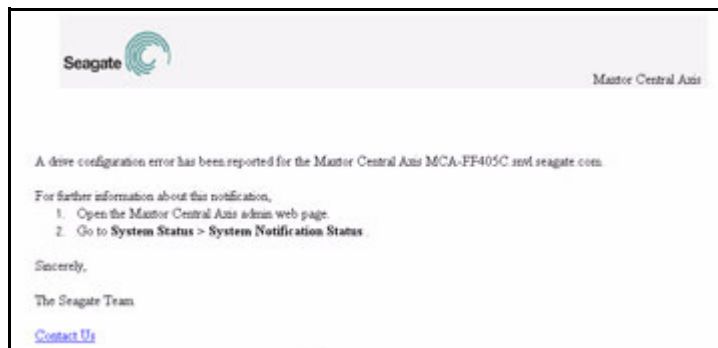 Seagate
Maxtor Central Axis
A drive configuration error has been reported for the Maxtor Central Axis MCA-FF405C.snvl.seagate.com.
For further information about this notification,
1. Open the Maxtor Central Axis admin web page.
2. Go to System Status > System Notification Status .
Sincerely,
The Seagate Team
Contact Us